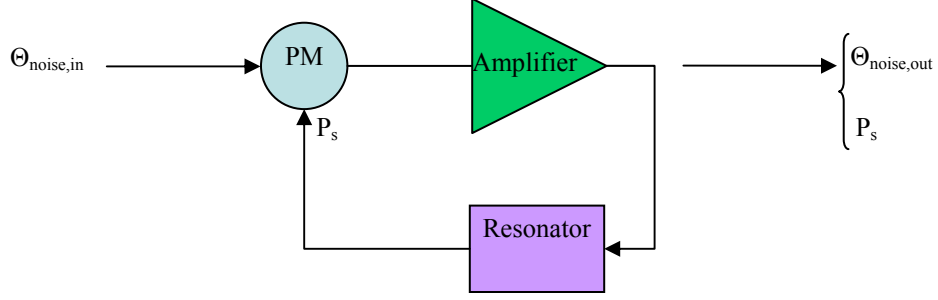 Θnoise,in
PM
Amplifier
Θnoise,out
Ps
Ps
Resonator